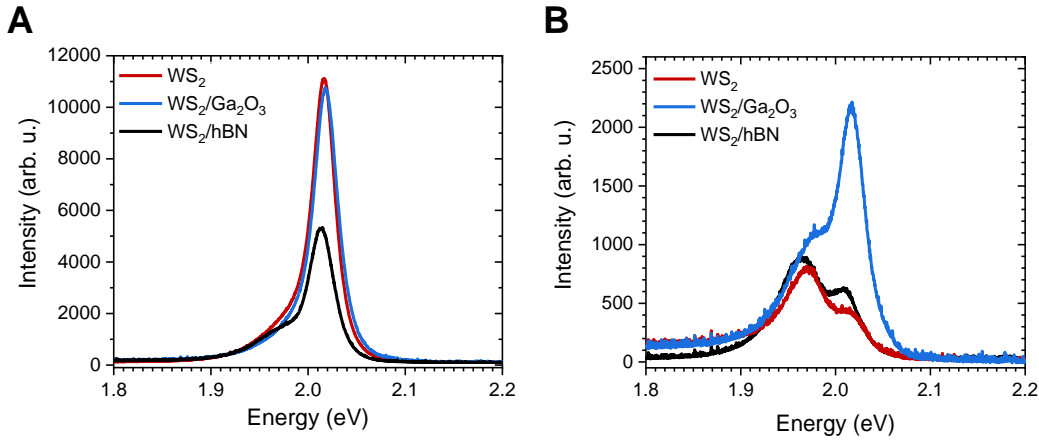 A
12000
10000
8000
6000
4000
2000
0
Intensity (arb. u.)
WS₂
WS₂/Ga₂O₃
WS₂/hBN
1.8 1.9 2.0 2.1 2.2
Energy (eV)
B
2500
2000
1500
1000
500
0
Intensity (arb. u.)
WS₂
WS₂/Ga₂O₃
WS₂/hBN
1.8 1.9 2.0 2.1 2.2
Energy (eV)